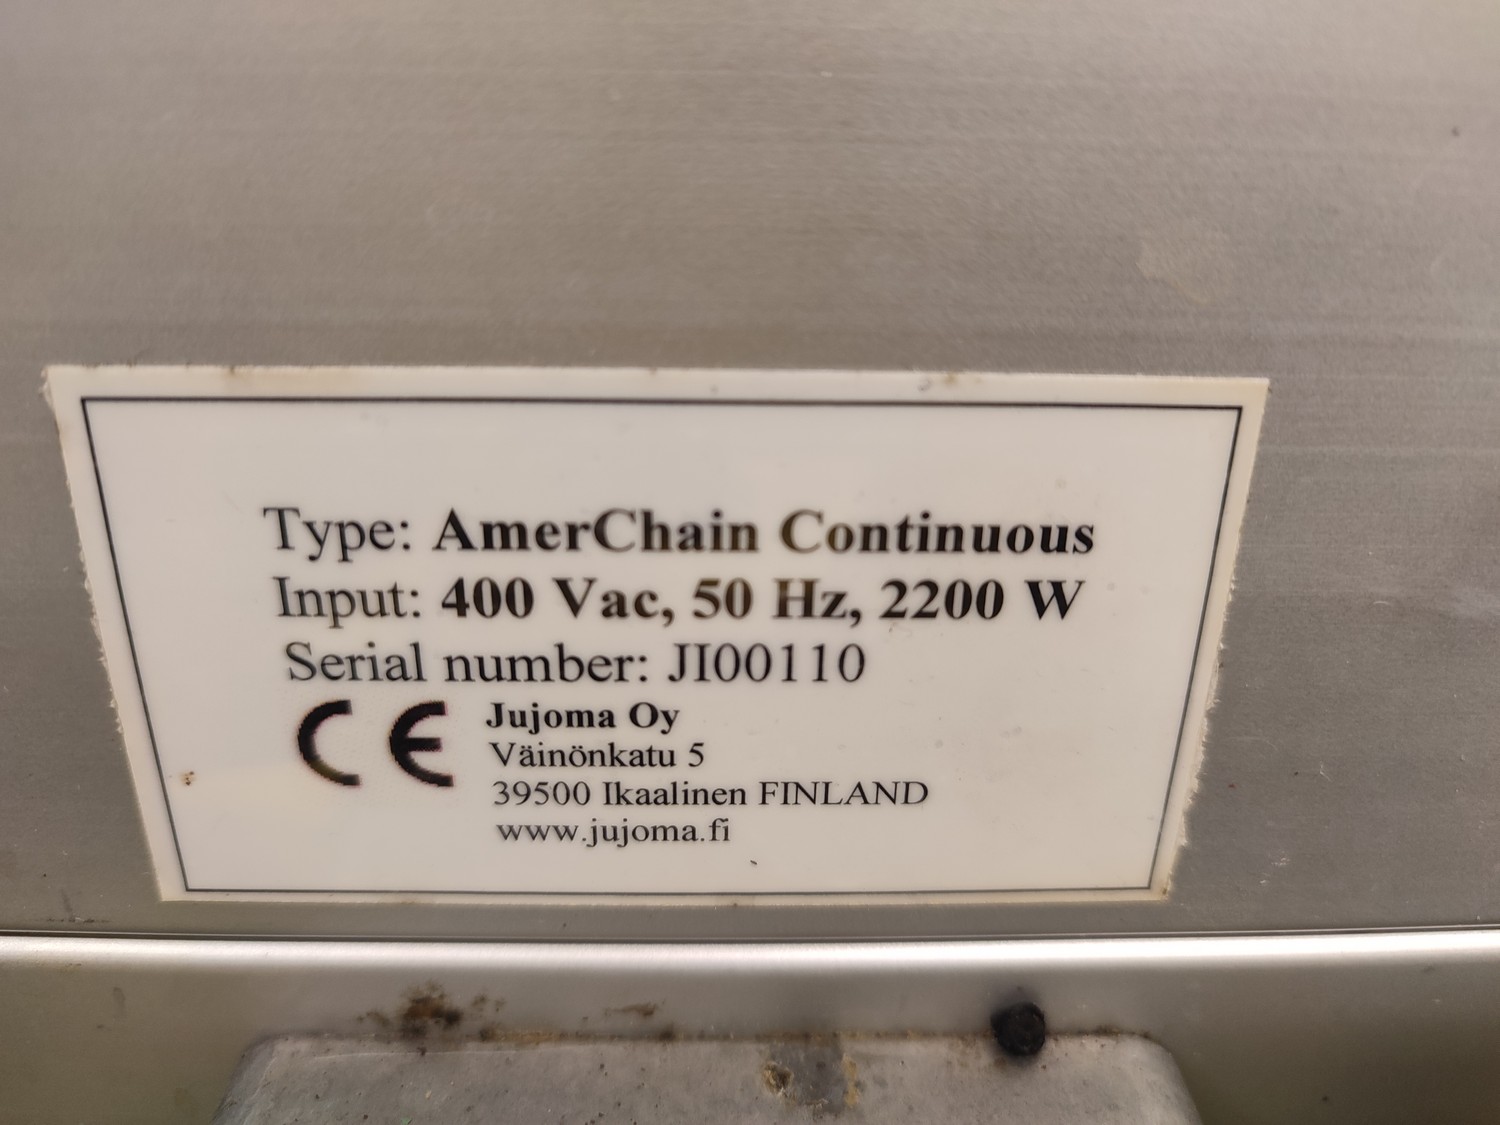 Type: AmerChain Continuous
Input: 400 Vac, 50 Hz, 2200 W
Serial number: JI00110
CE
Jujoma Oy
Väinönkatu 5
39500 Ikaalinen FINLAND
www.jujoma.fi